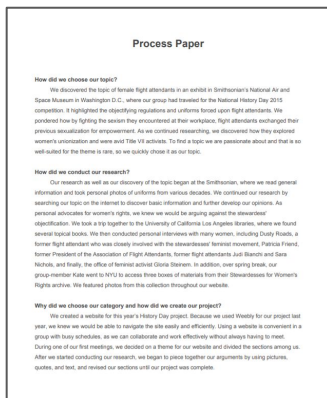 Process Paper
How did we choose our topic?
We discovered the topic of female flight attendants in an exhibit in Smithsonian's National Air and
Space Museum in Washington D.C., where our group had traveled for the National History Day 2015
competition. It highlighted the objectifying regulations and uniforms forced upon flight attendants. We
pondered how by fighting the sexism they encountered at their workplace, flight attendants exchanged their
previous sexualization for empowerment. As we continued researching, we discovered how they explored
women's unionization and were avid Title VII activists. To find a topic we are passionate about and that is so
well-suited for the theme is rare, so we quickly chose it as our topic.
How did we conduct our research?
Our research as well as our discovery of the topic began at the Smithsonian, where we read general
information and took personal photos of uniforms from various decades. We continued our research by
searching our topic on the internet to discover basic information and further develop our opinions. As
personal advocates for women's rights, we knew we would be arguing against the stewardesses'
objectification. We took a trip together to the University of California Los Angeles libraries, where we found
several topical books. We then conducted personal interviews with many women, including Dusty Roads, a
former flight attendant who was closely involved with the stewardesses' feminist movement, Patricia Friend,
former President of the Association of Flight Attendants, former flight attendants Judi Bianchi and Sara
Nichols, and finally, the office of feminist activist Gloria Steinem. In addition, over spring break, our
group-member Kate went to NYU to access three boxes of materials from their Stewardesses for Women's
Rights archive. We featured photos from this collection throughout our website.
Why did we choose our category and how did we create our project?
We created a website for this year's History Day project. Because we used Weebly for our project last
year, we knew we would be able to navigate the site easily and efficiently. Using a website is convenient in a
group with busy schedules, as we can collaborate and work effectively without always having to meet.
During one of our first meetings, we decided on a theme for our website and divided the sections among us.
After we started conducting our research, we began to piece together our arguments by using pictures,
quotes, and text, and revised our sections until our project was complete.